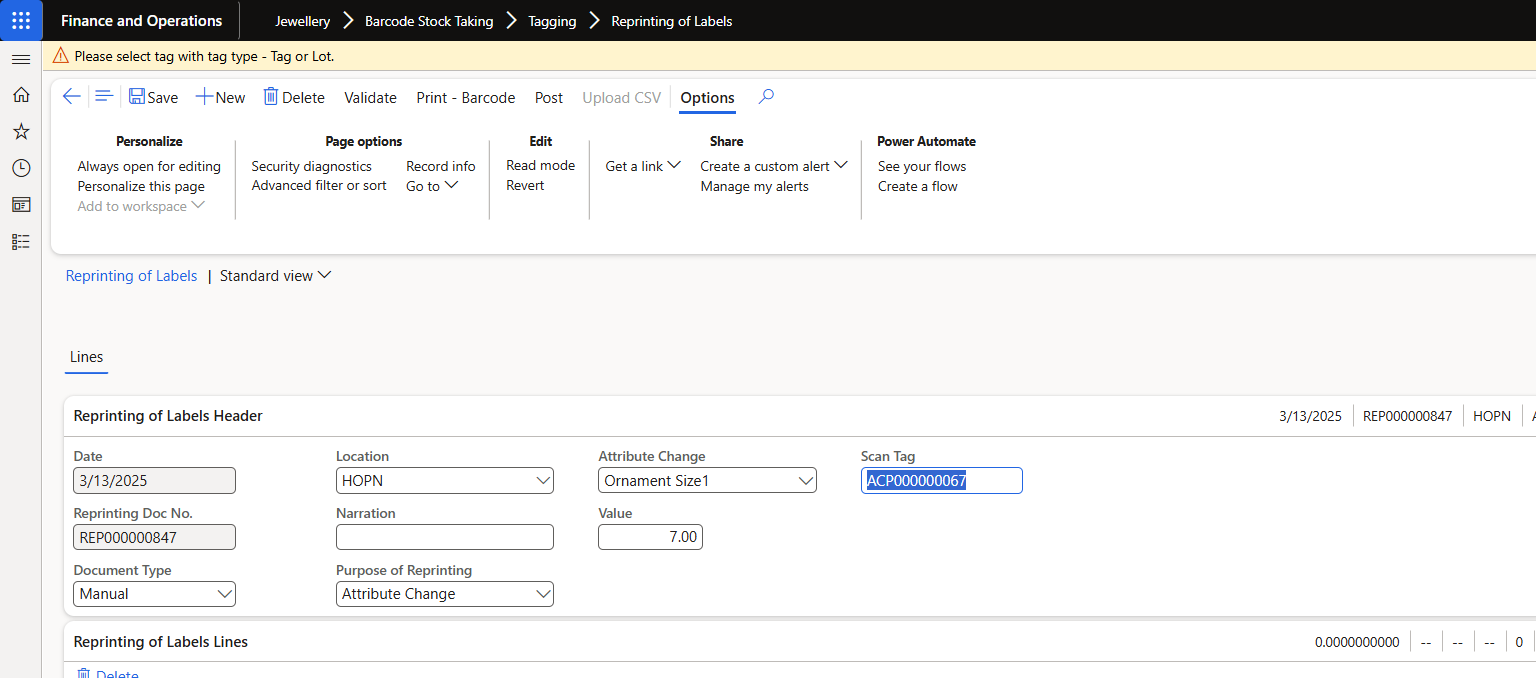 Finance and Operations Jewellery Barcode Stock Taking Tagging Reprinting of Labels
Please select tag with tag type - Tag or Lot.
Save New Delete Validate Print - Barcode Post Upload CSV Options
Personalize Page options Edit Share Power Automate
Always open for editing Security diagnostics Record info Read mode Get a link Create a custom alert See your flows
Personalize this page Advanced filter or sort Go to Revert Manage my alerts Create a flow
Add to workspace
Reprinting of Labels | Standard view
Lines
Reprinting of Labels Header 3/13/2025 REP000000847 HOPN
Date Location Attribute Change Scan Tag
3/13/2025 HOPN Ornament Size1 ACP000000067
Reprinting Doc No. Narration Value
REP000000847 7.00
Document Type Purpose of Reprinting
Manual Attribute Change
Reprinting of Labels Lines 0.0000000000 -- -- -- 0
Delete